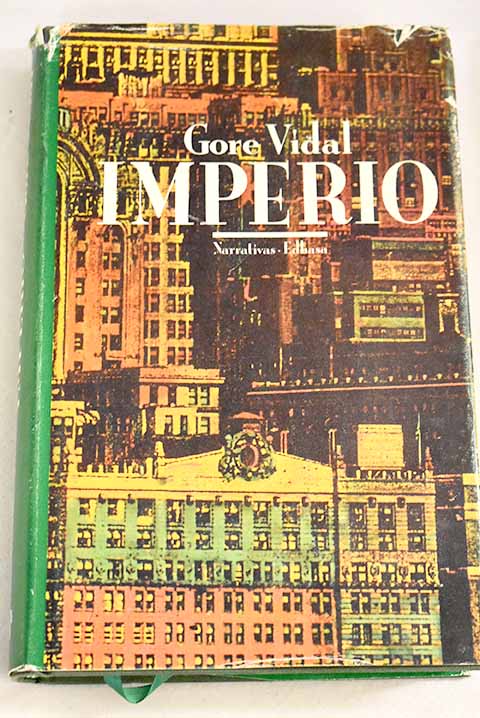 Gore Vidal
IMPERIO
Narrativas · Edhasa